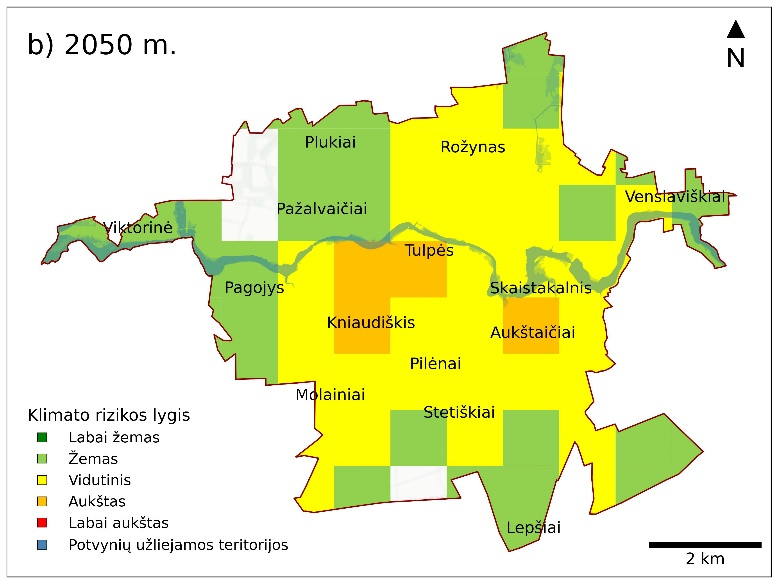 b) 2050 m.
N
Plukiai
Rožynas
Venslaviškiai
Pažalvaičiai
Viktorinė
Tulpės
Pagojys
Skaistakalnis
Kniaudiškis
Aukštaičiai
Pilėnai
Molainiai
Stetiškiai
Lepšiai
Klimato rizikos lygis
Labai žemas
Žemas
Vidutinis
Aukštas
Labai aukštas
Potvynių užliejamos teritorijos
2 km